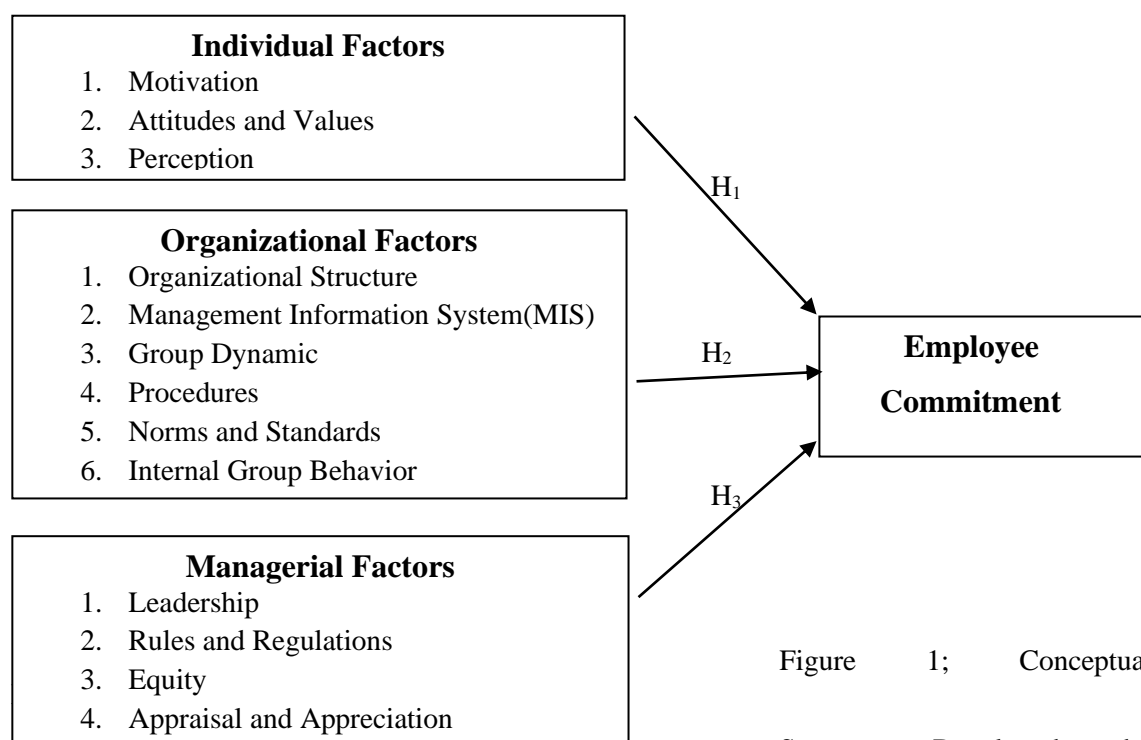 Individual Factors
1. Motivation
2. Attitudes and Values
3. Perception
H1
Organizational Factors
1. Organizational Structure
2. Management Information System(MIS)
3. Group Dynamic
4. Procedures
5. Norms and Standards
6. Internal Group Behavior
H2
Employee
Commitment
H3
Managerial Factors
1. Leadership
2. Rules and Regulations
3. Equity
4. Appraisal and Appreciation
Figure 1; Conceptua